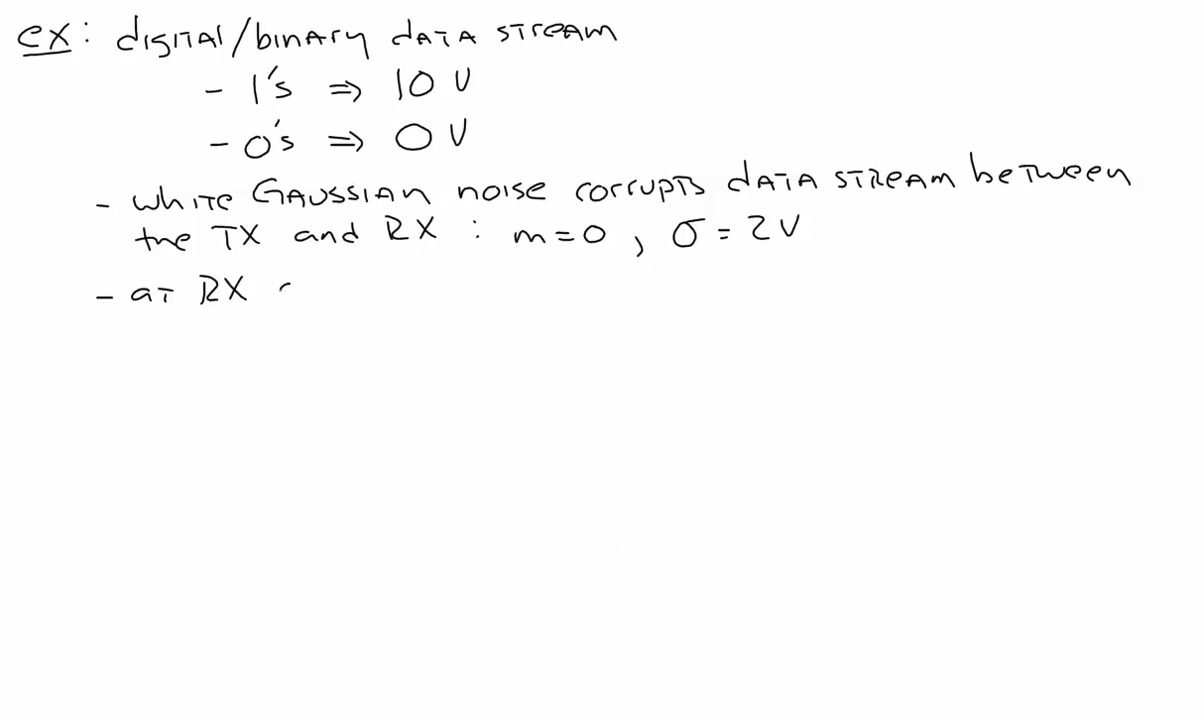 ex: digital/binary data stream
- 1's ⇒ 10 V
- 0's ⇒ 0 V
- white Gaussian noise corrupts data stream between
the TX and RX : m=0, σ = 2V
- at RX